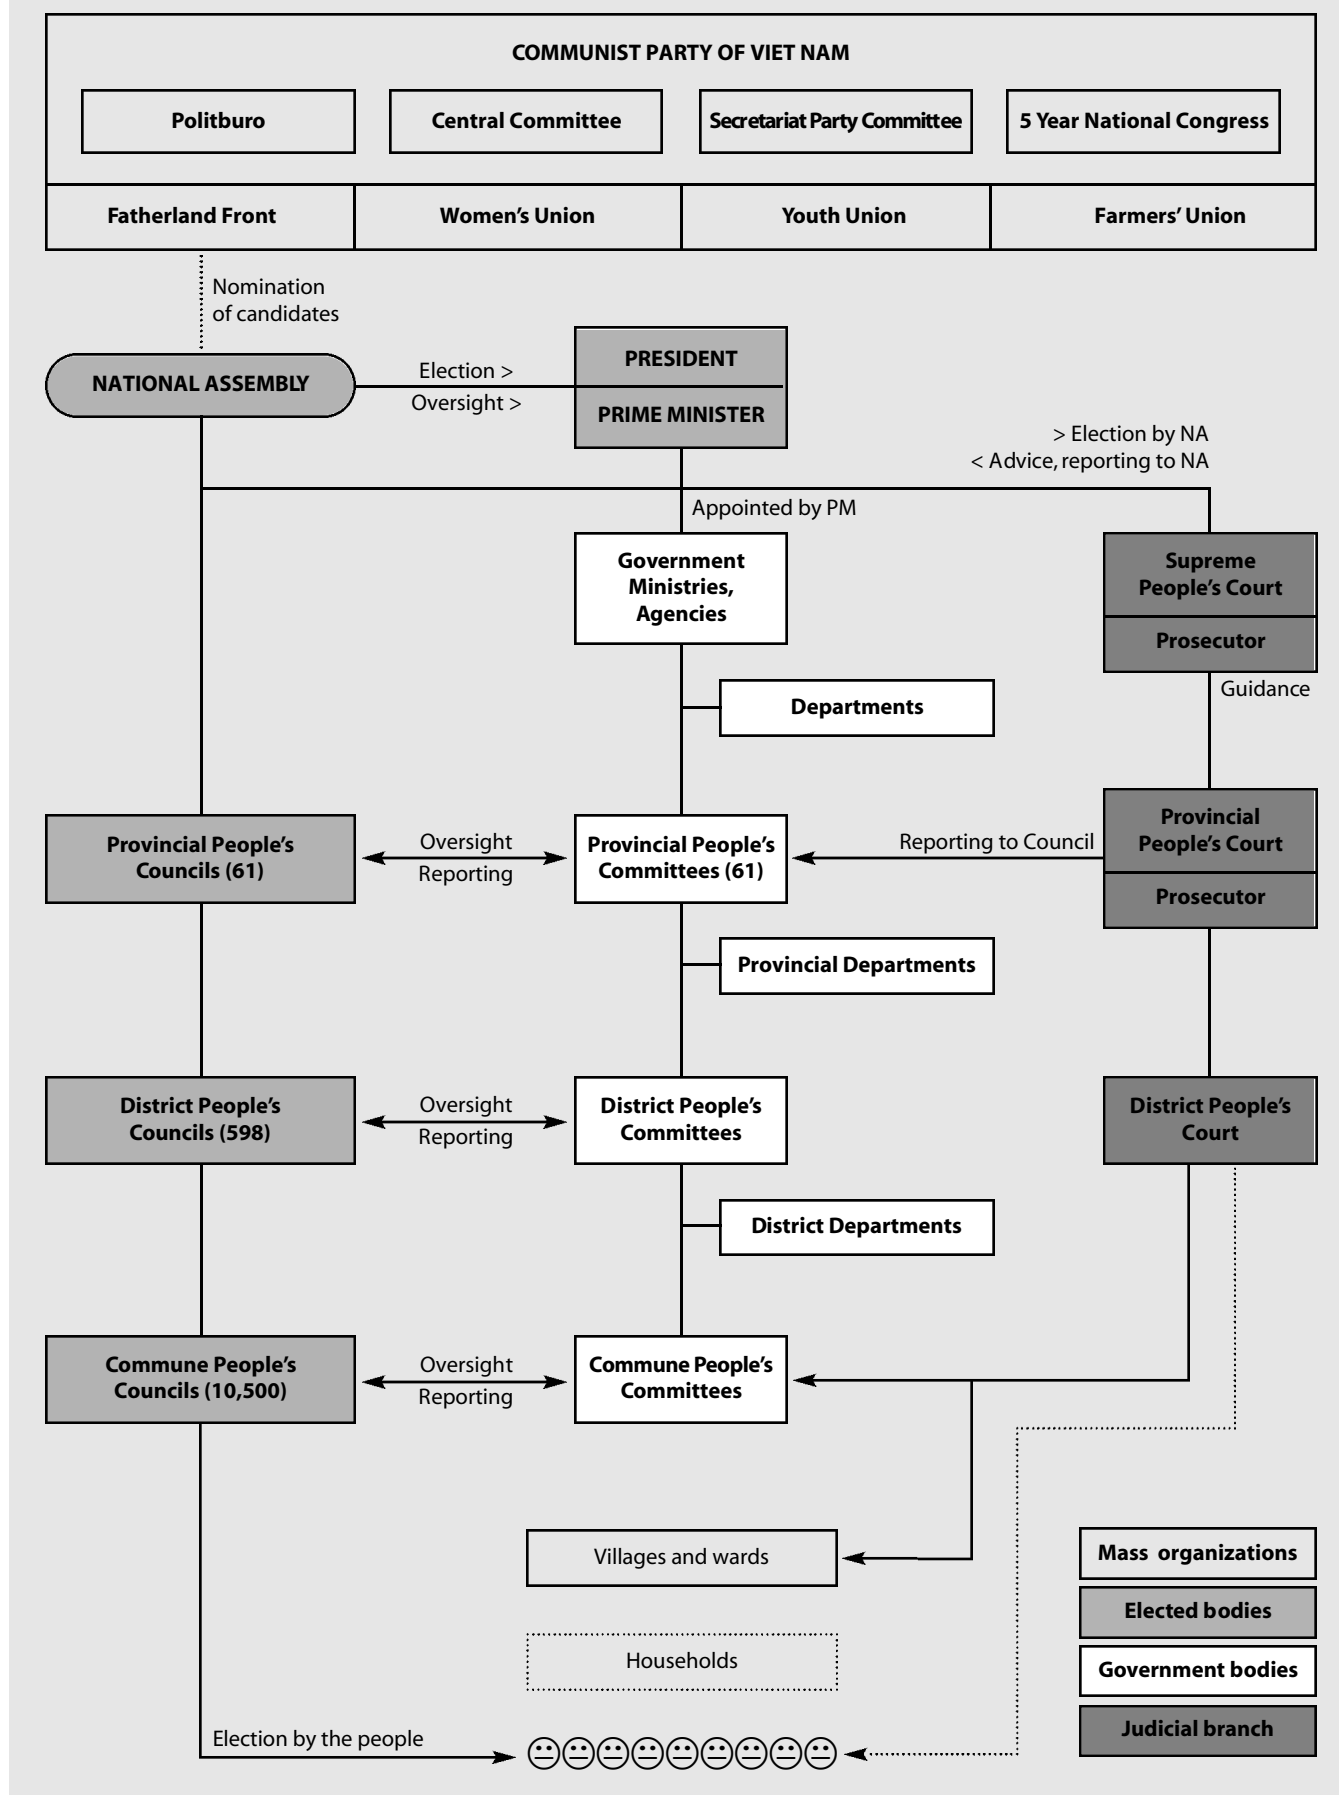 COMMUNIST PARTY OF VIET NAM
Politburo
Central Committee
Secretariat Party Committee
5 Year National Congress
Fatherland Front
Women's Union
Youth Union
Farmers' Union
Nomination
of candidates
NATIONAL ASSEMBLY
Election >
Oversight >
PRESIDENT
PRIME MINISTER
> Election by NA
< Advice, reporting to NA
Appointed by PM
Government
Ministries,
Agencies
Supreme
People's Court
Prosecutor
Guidance
Departments
Provincial People's
Councils (61)
Oversight
Reporting
Provincial People's
Committees (61)
Reporting to Council
Provincial
People's Court
Prosecutor
Provincial Departments
District People's
Councils (598)
Oversight
Reporting
District People's
Committees
District People's
Court
District Departments
Commune People's
Councils (10,500)
Oversight
Reporting
Commune People's
Committees
Villages and wards
Households
Election by the people
Mass organizations
Elected bodies
Government bodies
Judicial branch